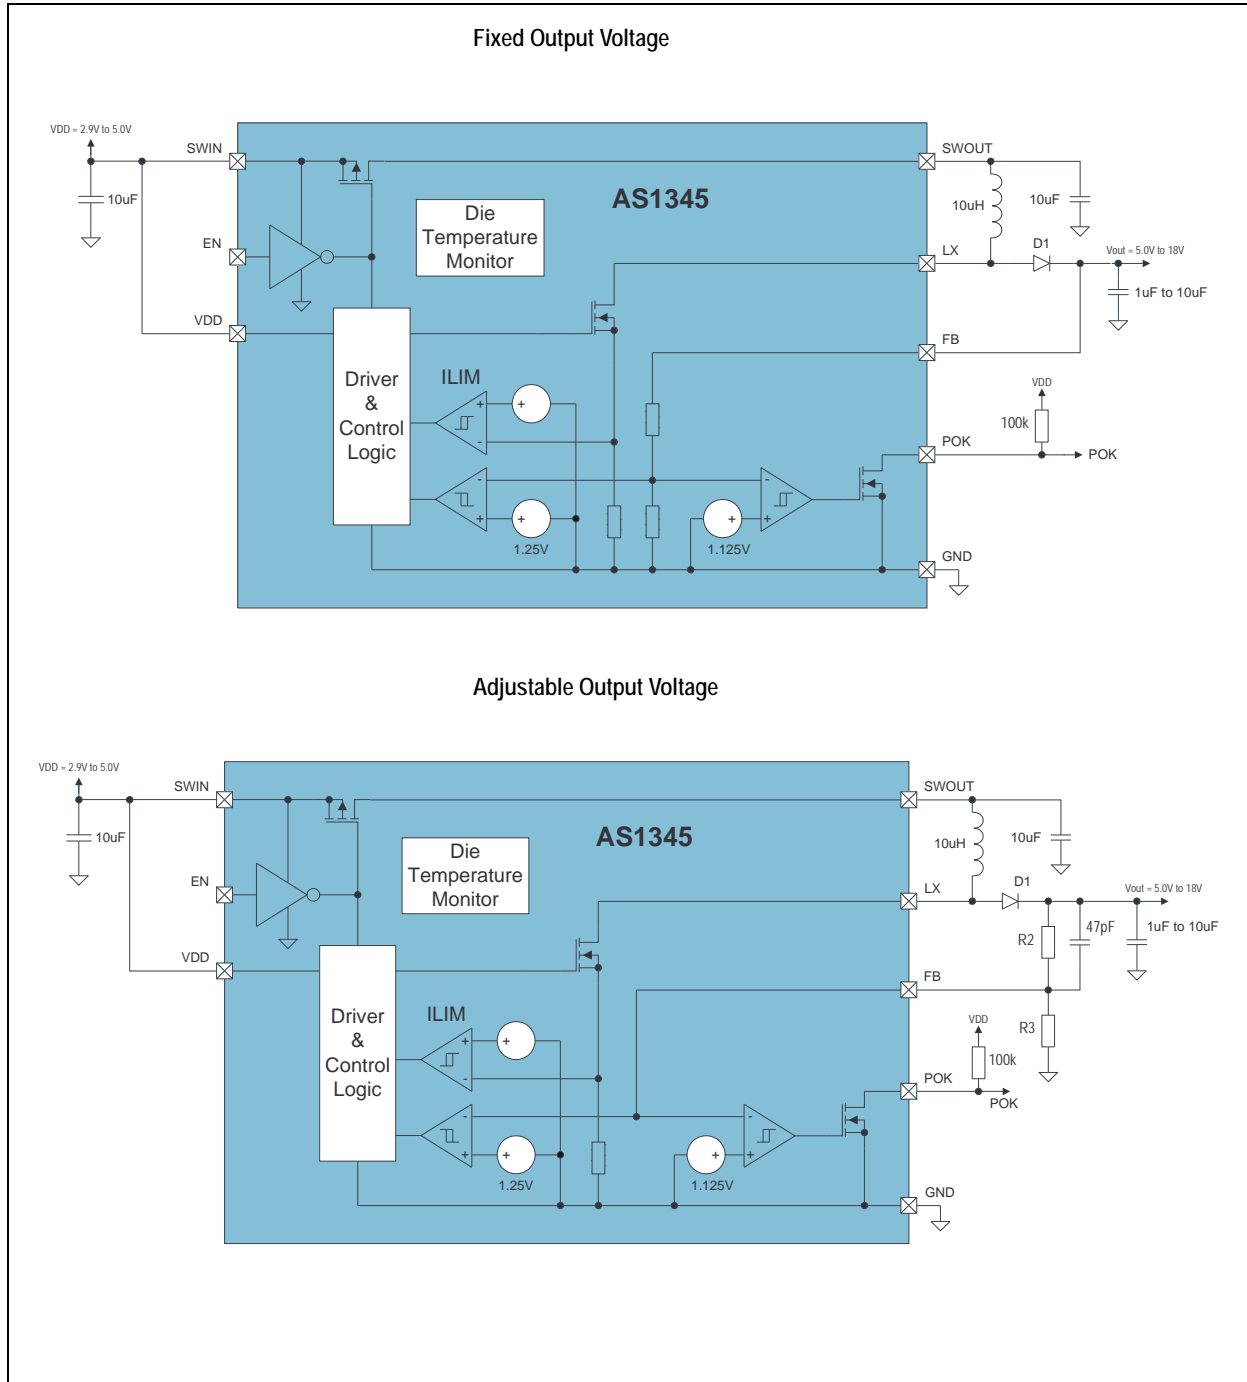 Fixed Output Voltage
VDD = 2.9V to 5.0V
SWIN
10uF
EN
VDD
AS1345
Die
Temperature
Monitor
Driver
&
Control
Logic
ILIM
+
+
-
-
+
+
1.25V
-
+
+
1.125V
SWOUT
10uH
10uF
LX
D1
Vout = 5.0V to 18V
1uF to 10uF
FB
VDD
100k
POK
POK
GND
Adjustable Output Voltage
VDD = 2.9V to 5.0V
SWIN
10uF
EN
VDD
AS1345
Die
Temperature
Monitor
Driver
&
Control
Logic
ILIM
+
+
-
-
+
+
1.25V
-
+
+
1.125V
SWOUT
10uH
10uF
LX
D1
Vout = 5.0V to 18V
R2
47pF
1uF to 10uF
FB
R3
VDD
100k
POK
POK
GND